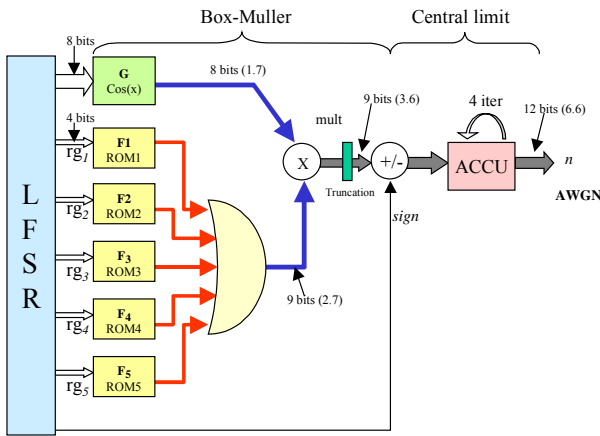 Box-Muller
Central limit
8 bits
G
Cos(x)
8 bits (1.7)
9 bits (3.6)
4 iter
12 bits (6.6)
4 bits
rg1
F1
ROM1
mult
X
Truncation
+/-
ACCU
n
AWGN
LFSR
rg2
F2
ROM2
sign
rg3
F3
ROM3
9 bits (2.7)
rg4
F4
ROM4
rg5
F5
ROM5